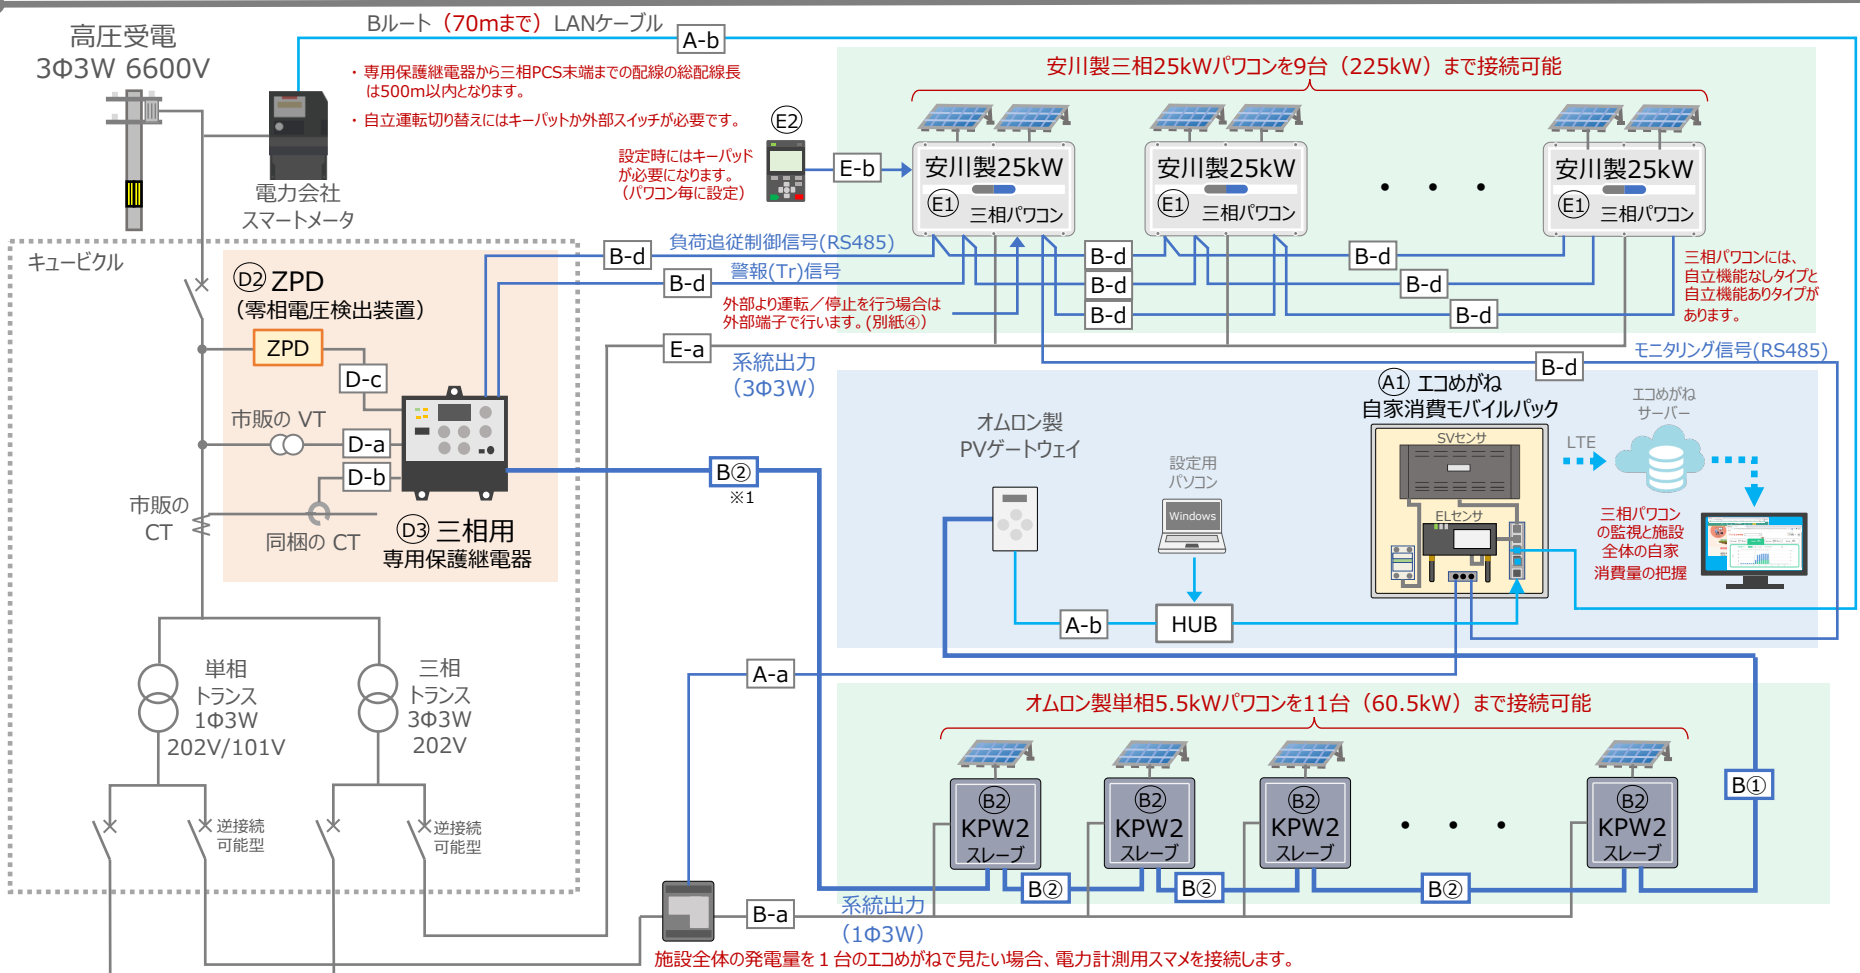 高圧受電
3Φ3W 6600V
Bルート（70mまで）LANケーブル
A-b
・専用保護継電器から三相PCS末端までの配線の総配線長
は500m以内となります。
・自立運転切り替えにはキーパットか外部スイッチが必要です。
電力会社
スマートメータ
E2
設定時にはキーパッド
が必要になります。
（パワコン毎に設定）
E-b
安川製三相25kWパワコンを9台（225kW）まで接続可能
安川製25kW
E1 三相パワコン
安川製25kW
E1 三相パワコン
・・・
安川製25kW
E1 三相パワコン
キュービクル
負荷追従制御信号(RS485)
B-d
警報(Tr)信号
B-d
外部より運転／停止を行う場合は
外部端子で行います。(別紙④)
B-d
B-d
B-d
B-d
B-d
B-d
三相パワコンには、
自立機能なしタイプと
自立機能ありタイプが
あります。
D2 ZPD
（零相電圧検出装置）
ZPD
D-c
市販の VT
D-a
D-b
市販の
CT
同梱の CT
D3 三相用
専用保護継電器
E-a
系統出力
（3Φ3W）
モニタリング信号(RS485)
B-d
B②
※1
オムロン製
PVゲートウェイ
設定用
パソコン
Windows
A-b
HUB
A1 エコめがね
自家消費モバイルパック
SVセンサ
ELセンサ
LTE
エコめがね
サーバー
三相パワコン
の監視と施設
全体の自家
消費量の把握
単相
トランス
1Φ3W
202V/101V
三相
トランス
3Φ3W
202V
逆接続
可能型
逆接続
可能型
A-a
オムロン製単相5.5kWパワコンを11台（60.5kW）まで接続可能
B2
KPW2
スレーブ
B2
KPW2
スレーブ
B2
KPW2
スレーブ
・・・
B2
KPW2
スレーブ
B①
B②
B②
B②
B-a
系統出力
（1Φ3W）
施設全体の発電量を１台のエコめがねで見たい場合、電力計測用スマメを接続します。